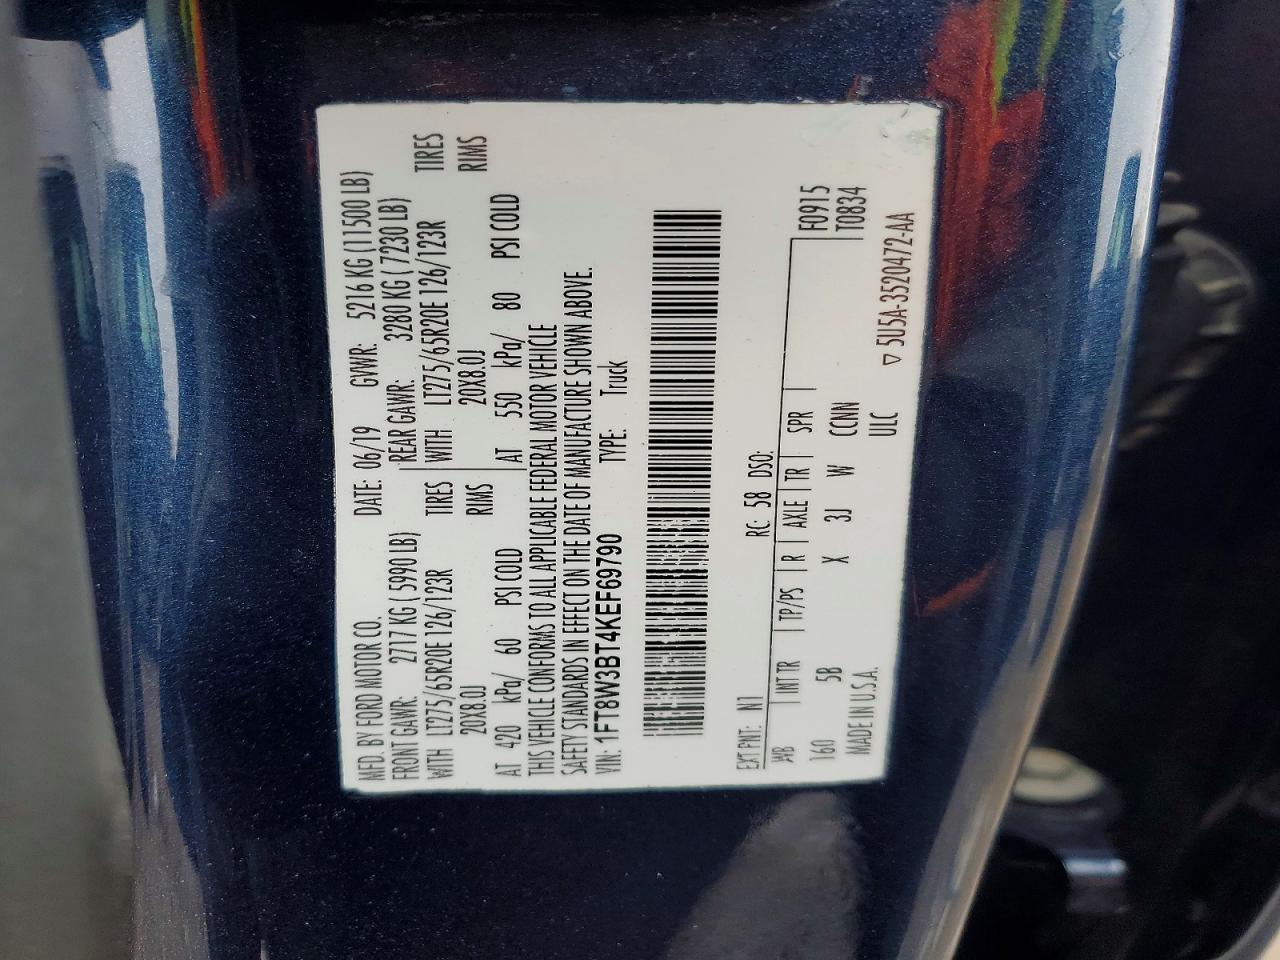 MFD. BY FORD MOTOR CO. DATE: 06/19 GVWR: 5216 KG (11500 LB)
FRONT GAWR: 2717 KG ( 5990 LB) REAR GAWR: 3280 KG ( 7230 LB)
WITH LT275/65R20E 126/123R TIRES WITH LT275/65R20E 126/123R TIRES
20X8.0J RIMS 20X8.0J RIMS
AT 420 kPa/ 60 PSI COLD AT 550 kPa/ 80 PSI COLD
THIS VEHICLE CONFORMS TO ALL APPLICABLE FEDERAL MOTOR VEHICLE
SAFETY STANDARDS IN EFFECT ON THE DATE OF MANUFACTURE SHOWN ABOVE.
VIN: 1FT8W3BT4KEF69790 TYPE: Truck
EXT PNT: N1 RC: 58 DSO:
WB INT TR TP/PS R AXLE TR SPR F0915
160 5B X 3J W CCNN T0834
MADE IN U.S.A. ULC
▽ 5U5A-3520472-AA